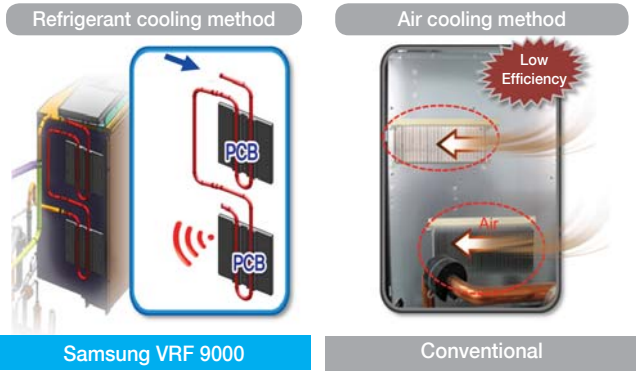 Refrigerant cooling method
Air cooling method
Low
Efficiency
PCB
PCB
Air
Samsung VRF 9000
Conventional